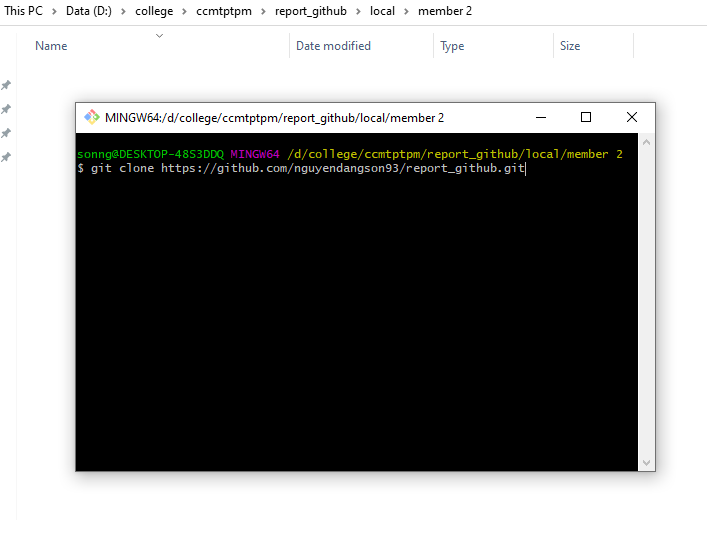 This PC > Data (D:) > college > ccmtptpm > report_github > local > member 2
Name Date modified Type Size
MINGW64:/d/college/ccmtptpm/report_github/local/member 2
sonng@DESKTOP-48S3DDQ MINGW64 /d/college/ccmtptpm/report_github/local/member 2
$ git clone https://github.com/nguyendangson93/report_github.git